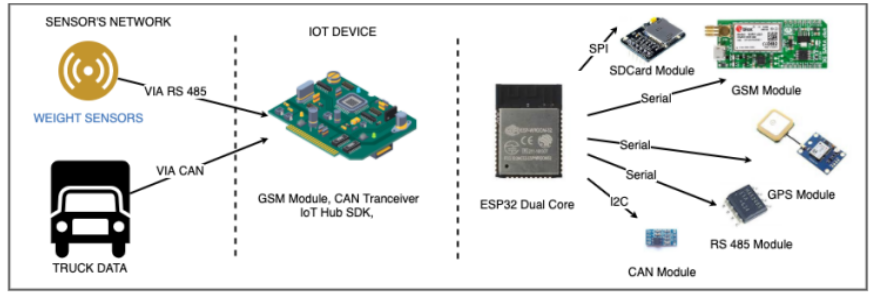 SENSOR'S NETWORK
VIA RS 485
WEIGHT SENSORS
VIA CAN
TRUCK DATA
IOT DEVICE
GSM Module, CAN Tranceiver
IoT Hub SDK,
ESP32 Dual Core
SPI
SDCard Module
Serial
GSM Module
Serial
GPS Module
Serial
RS 485 Module
I2C
CAN Module